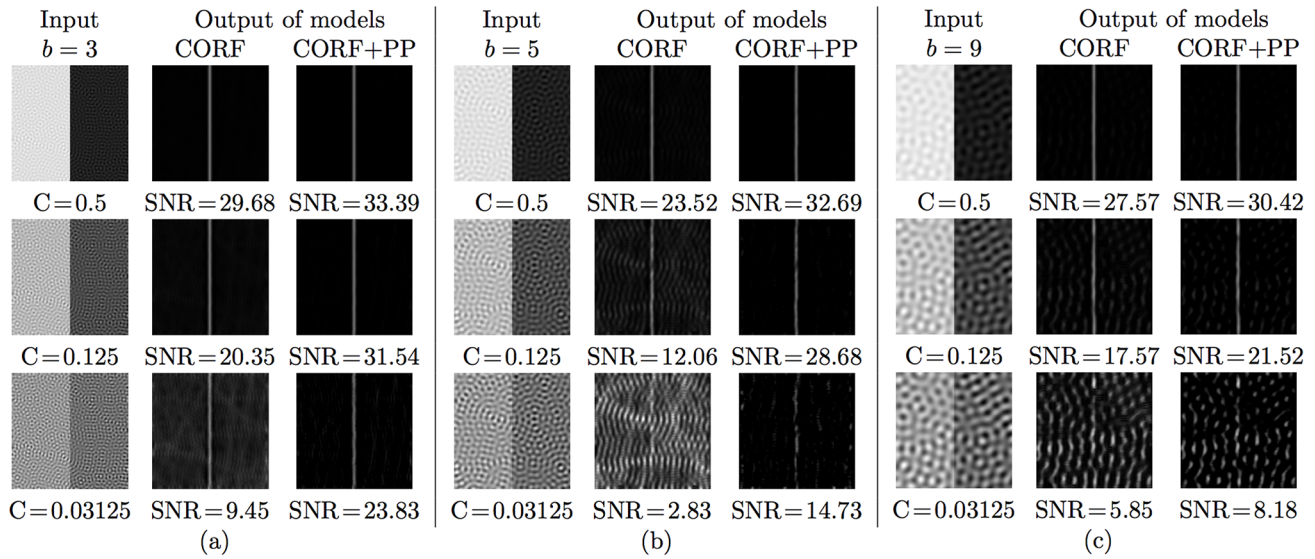 Input Output of models
b = 3 CORF CORF+PP
C=0.5 SNR=29.68 SNR=33.39
C=0.125 SNR=20.35 SNR=31.54
C=0.03125 SNR=9.45 SNR=23.83
(a)
Input Output of models
b = 5 CORF CORF+PP
C=0.5 SNR=23.52 SNR=32.69
C=0.125 SNR=12.06 SNR=28.68
C=0.03125 SNR=2.83 SNR=14.73
(b)
Input Output of models
b = 9 CORF CORF+PP
C=0.5 SNR=27.57 SNR=30.42
C=0.125 SNR=17.57 SNR=21.52
C=0.03125 SNR=5.85 SNR=8.18
(c)